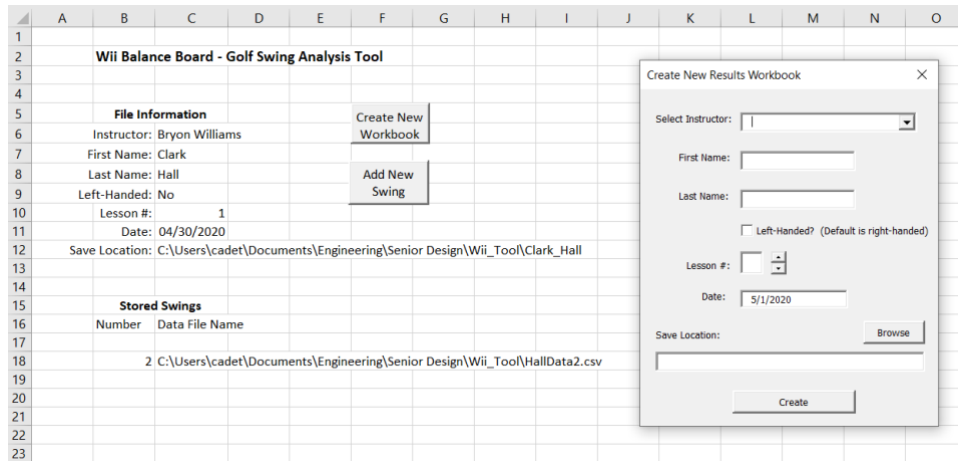 A B C D E F G H I J K L M N O
1
2 Wii Balance Board - Golf Swing Analysis Tool
3
4
5 File Information
6 Instructor: Bryon Williams
7 First Name: Clark
8 Last Name: Hall
9 Left-Handed: No
10 Lesson #: 1
11 Date: 04/30/2020
12 Save Location: C:\Users\cadet\Documents\Engineering\Senior Design\Wii_Tool\Clark_Hall
13
14
15 Stored Swings
16 Number Data File Name
17
18 2 C:\Users\cadet\Documents\Engineering\Senior Design\Wii_Tool\HallData2.csv
19
20
21
22
23
Create New
Workbook
Add New
Swing
Create New Results Workbook
Select Instructor:
First Name:
Last Name:
Left-Handed? (Default is right-handed)
Lesson #:
Date: 5/1/2020
Save Location: Browse
Create